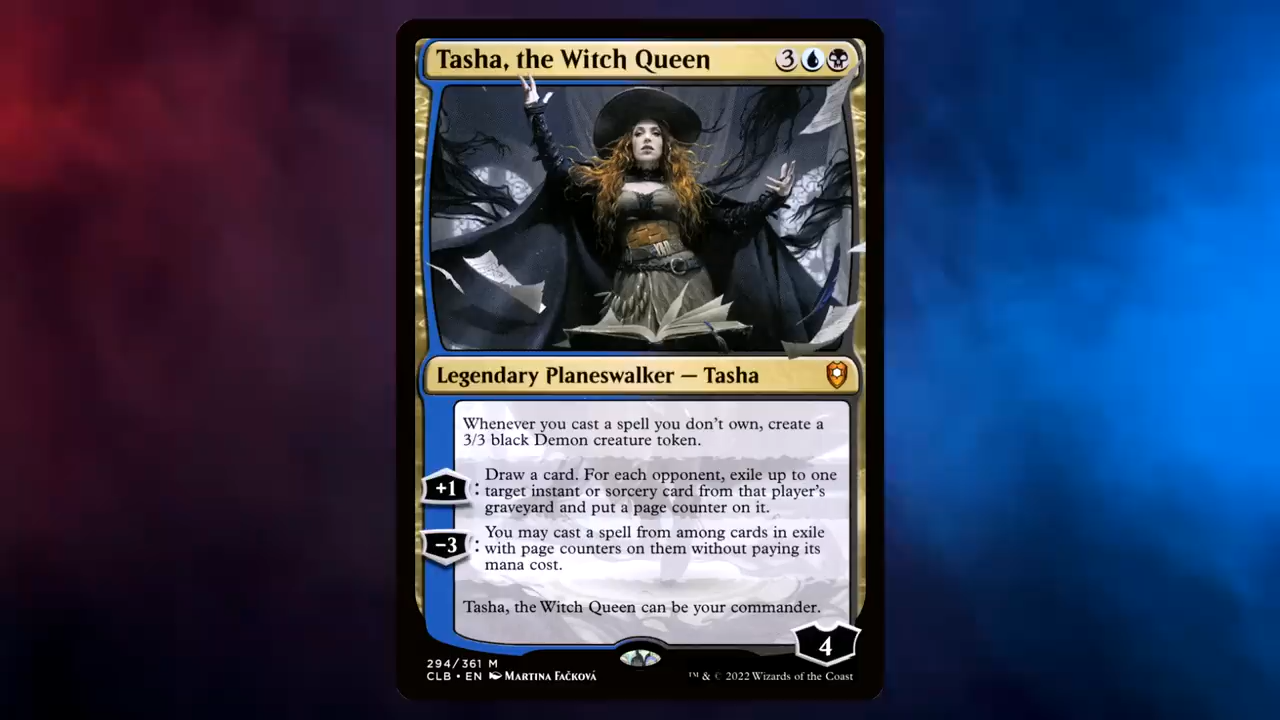 Tasha, the Witch Queen 3
Legendary Planeswalker — Tasha
Whenever you cast a spell you don't own, create a
3/3 black Demon creature token.
+1: Draw a card. For each opponent, exile up to one
target instant or sorcery card from that player's
graveyard and put a page counter on it.
−3: You may cast a spell from among cards in exile
with page counters on them without paying its
mana cost.
Tasha, the Witch Queen can be your commander.
4
294/361 M
CLB • EN Martina Fačková
™ & © 2022 Wizards of the Coast